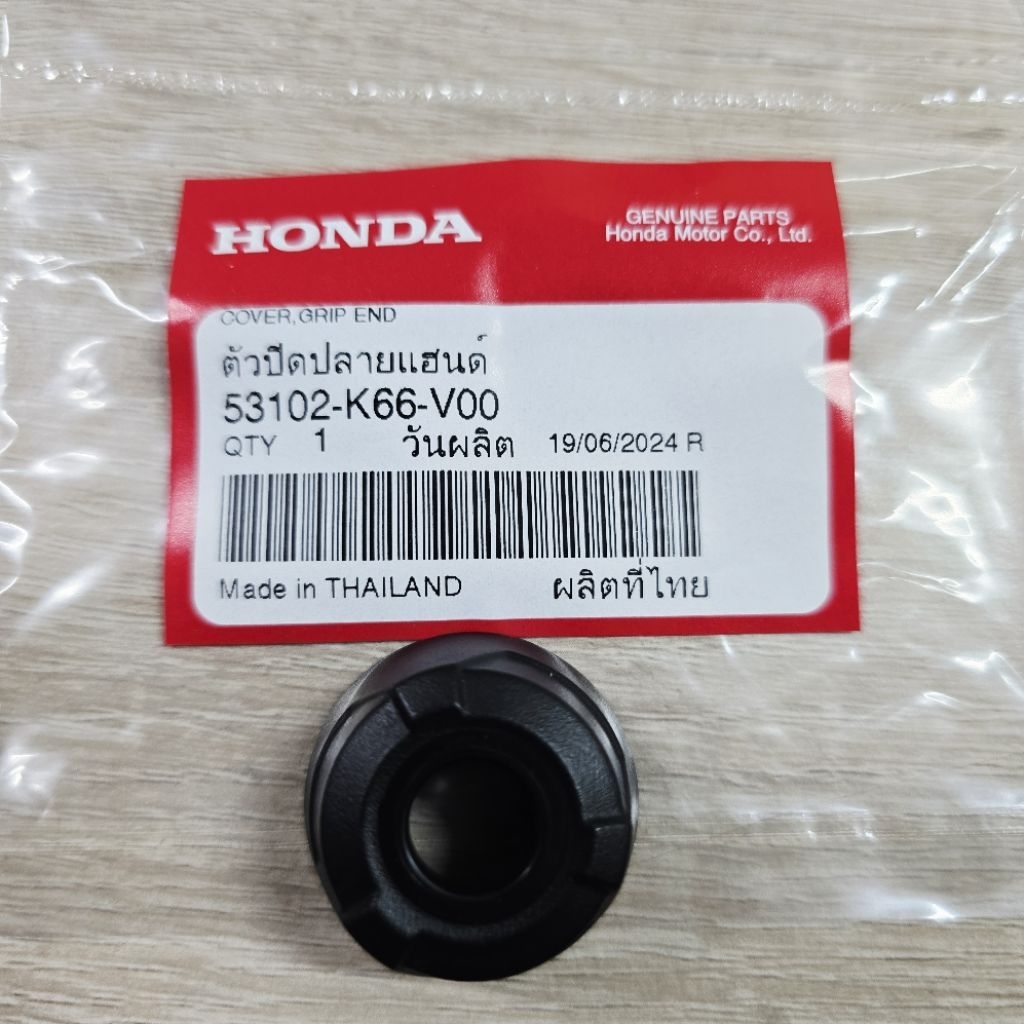 HONDA
GENUINE PARTS
Honda Motor Co., Ltd.
COVER, GRIP END
ตัวปิดปลายแฮนด์
53102-K66-V00
QTY 1 วันผลิต 19/06/2024 R
Made in THAILAND ผลิตที่ไทย